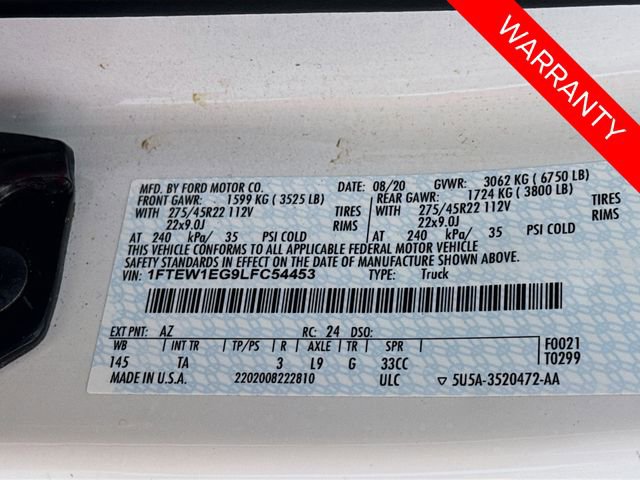 WARRANTY
MFD. BY FORD MOTOR CO. DATE: 08/20 GVWR: 3062 KG ( 6750 LB)
FRONT GAWR: 1599 KG ( 3525 LB) REAR GAWR: 1724 KG ( 3800 LB)
WITH 275/45R22 112V TIRES WITH 275/45R22 112V TIRES
22x9.0J RIMS 22x9.0J RIMS
AT 240 kPa/ 35 PSI COLD AT 240 kPa/ 35 PSI COLD
THIS VEHICLE CONFORMS TO ALL APPLICABLE FEDERAL MOTOR VEHICLE
SAFETY STANDARDS IN EFFECT ON THE DATE OF MANUFACTURE SHOWN ABOVE.
VIN: 1FTEW1EG9LFC54453 TYPE: Truck
EXT PNT: AZ RC: 24 DSO: F0021
WB INT TR TP/PS R AXLE TR SPR T0299
145 TA 3 L9 G 33CC
MADE IN U.S.A. 2202008222810 ULC ▽ 5U5A-3520472-AA